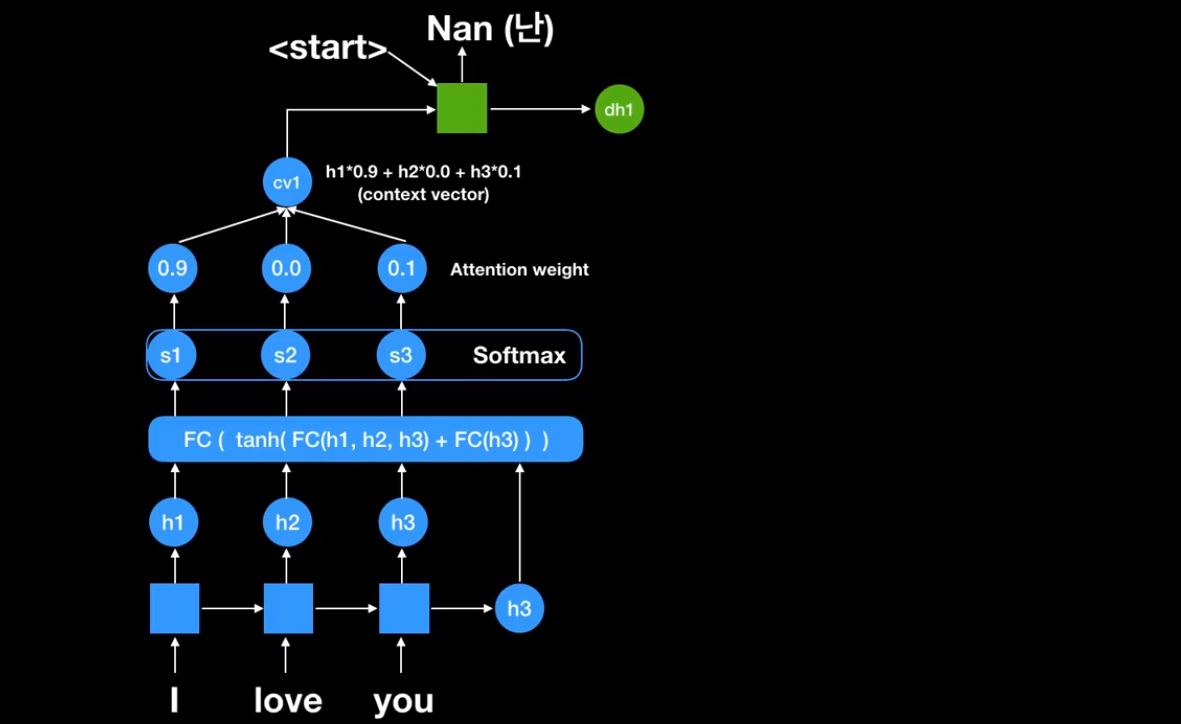 Nan (난)
<start>
dh1
cv1
h1*0.9 + h2*0.0 + h3*0.1
(context vector)
0.9 0.0 0.1 Attention weight
s1 s2 s3 Softmax
FC ( tanh( FC(h1, h2, h3) + FC(h3) ) )
h1 h2 h3
h3
I love you